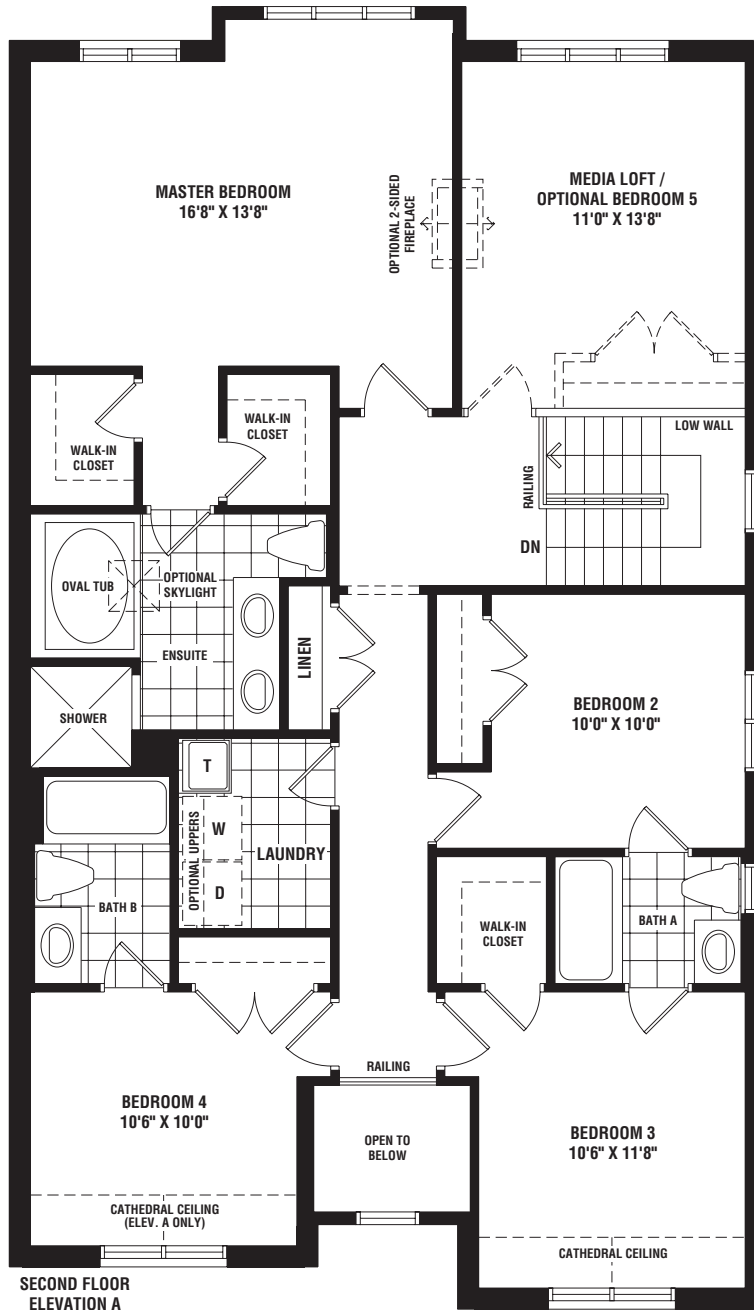 MASTER BEDROOM
16'8" X 13'8"
OPTIONAL 2-SIDED
FIREPLACE
MEDIA LOFT /
OPTIONAL BEDROOM 5
11'0" X 13'8"
WALK-IN
CLOSET
WALK-IN
CLOSET
LOW WALL
RAILING
DN
OVAL TUB
OPTIONAL
SKYLIGHT
ENSUITE
LINEN
SHOWER
BEDROOM 2
10'0" X 10'0"
T
W
D
OPTIONAL UPPERS
LAUNDRY
BATH B
WALK-IN
CLOSET
BATH A
RAILING
BEDROOM 4
10'6" X 10'0"
OPEN TO
BELOW
BEDROOM 3
10'6" X 11'8"
CATHEDRAL CEILING
(ELEV. A ONLY)
CATHEDRAL CEILING
SECOND FLOOR
ELEVATION A